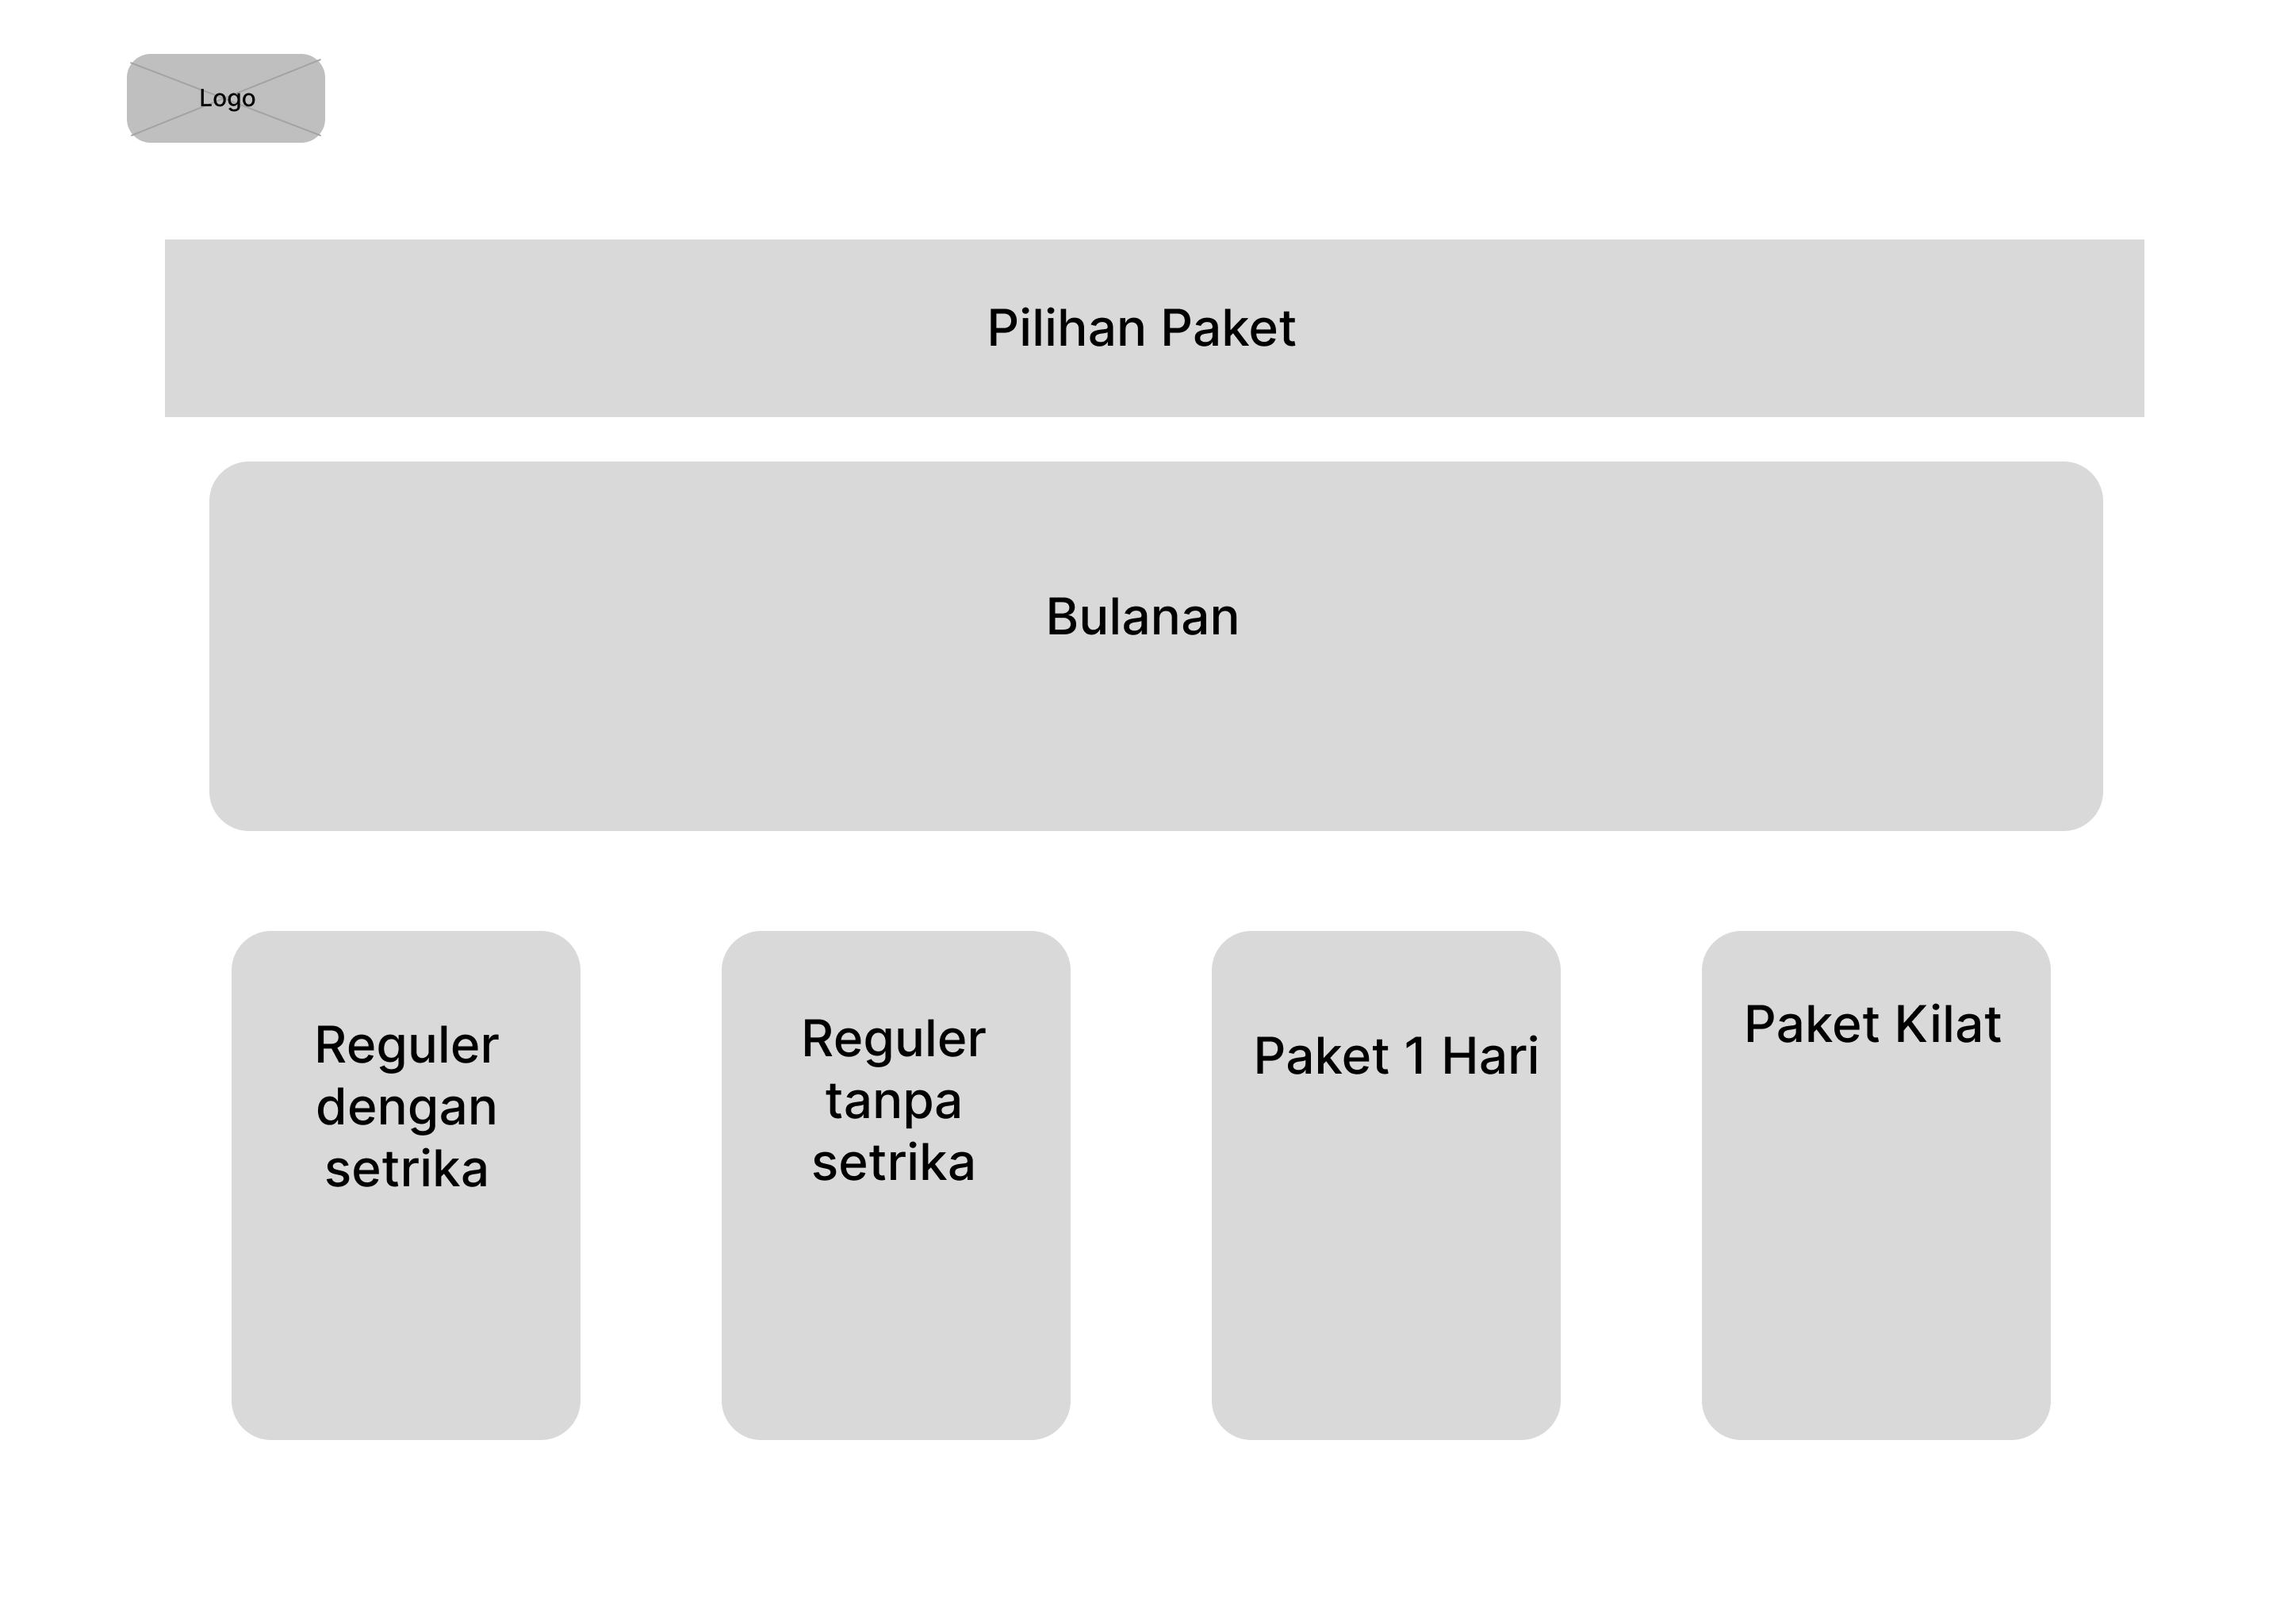 Logo
Pilihan Paket
Bulanan
Reguler
dengan
setrika
Reguler
tanpa
setrika
Paket 1 Hari
Paket Kilat